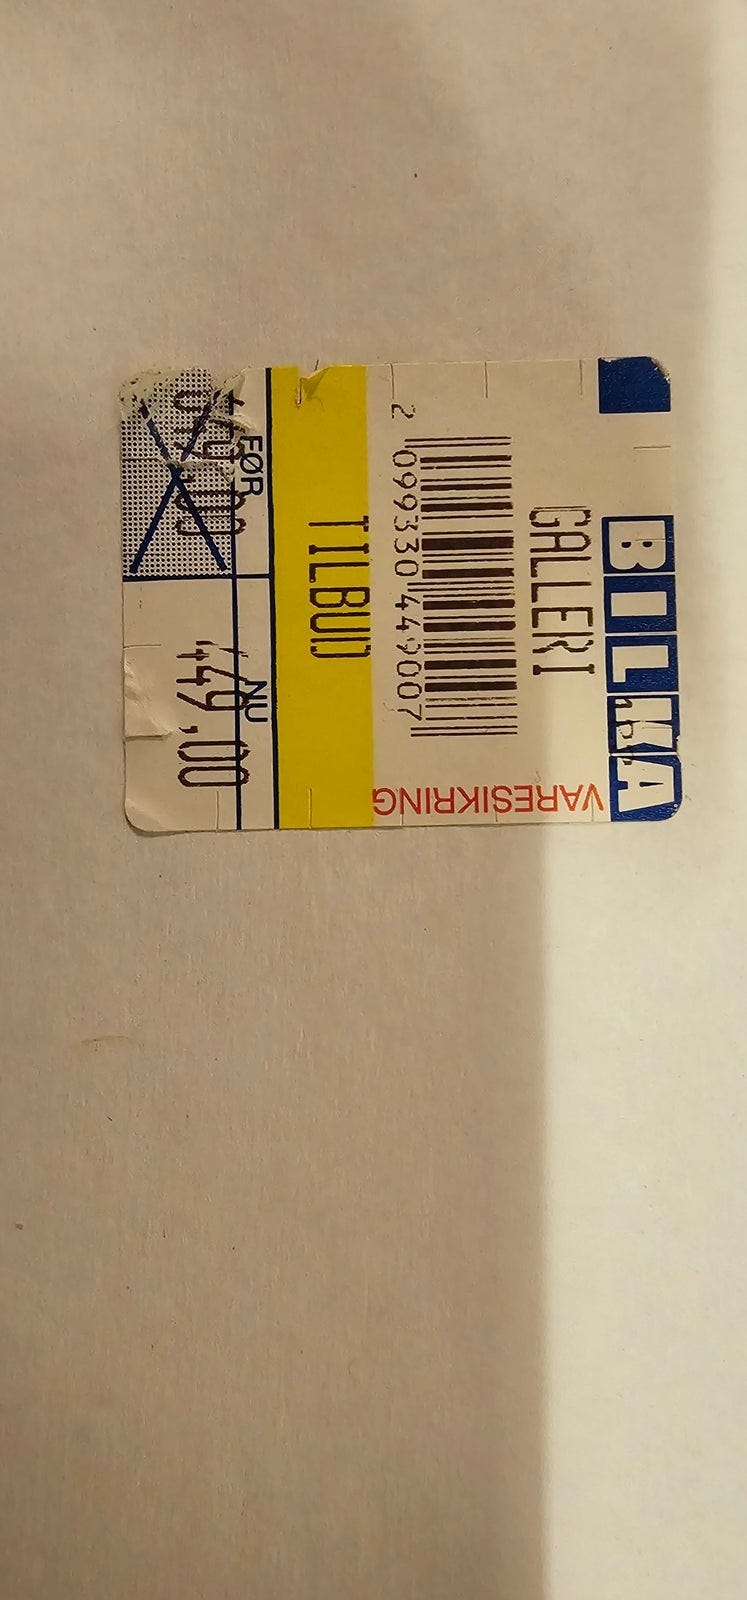 BILKA
GALLERI
2 099330 449007
TILBUD
FØR
NU
449,00
VARESIKRING